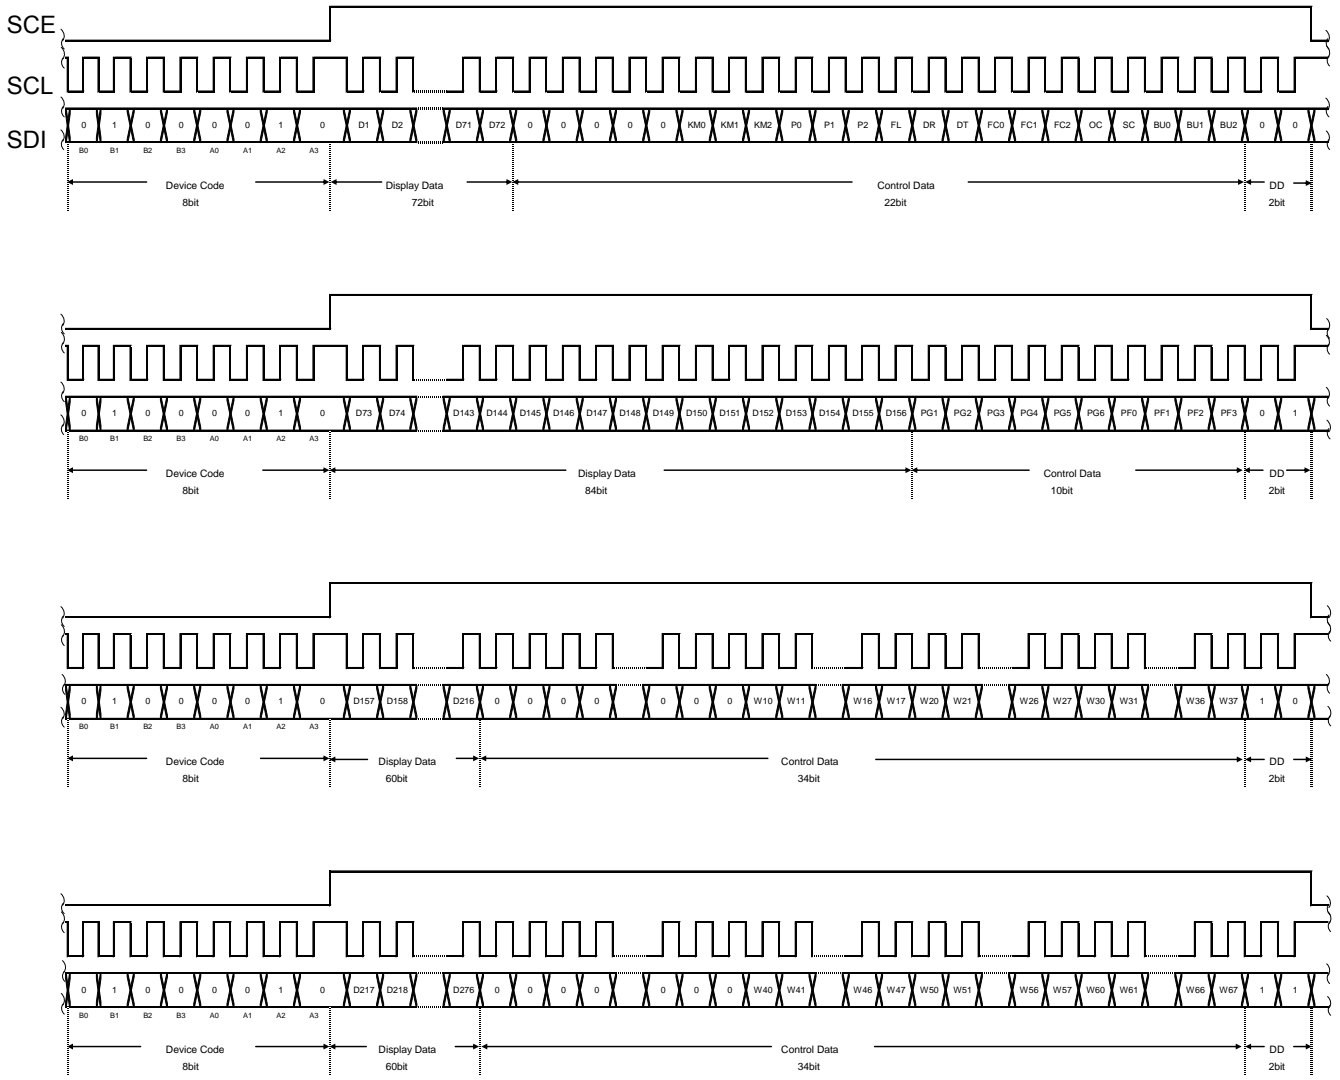 SCE
SCL
SDI
0 1 0 0 0 0 1 0 D1 D2 D71 D72 0 0 0 0 0 KM0 KM1 KM2 P0 P1 P2 FL DR DT FC0 FC1 FC2 OC SC BU0 BU1 BU2 0 0
B0 B1 B2 B3 A0 A1 A2 A3
Device Code Display Data Control Data DD
8bit 72bit 22bit 2bit
0 1 0 0 0 0 1 0 D73 D74 D143 D144 D145 D146 D147 D148 D149 D150 D151 D152 D153 D154 D155 D156 PG1 PG2 PG3 PG4 PG5 PG6 PF0 PF1 PF2 PF3 0 1
B0 B1 B2 B3 A0 A1 A2 A3
Device Code Display Data Control Data DD
8bit 84bit 10bit 2bit
0 1 0 0 0 0 1 0 D157 D158 D216 0 0 0 0 0 0 0 W10 W11 W16 W17 W20 W21 W26 W27 W30 W31 W36 W37 1 0
B0 B1 B2 B3 A0 A1 A2 A3
Device Code Display Data Control Data DD
8bit 60bit 34bit 2bit
0 1 0 0 0 0 1 0 D217 D218 D276 0 0 0 0 0 0 0 W40 W41 W46 W47 W50 W51 W56 W57 W60 W61 W66 W67 1 1
B0 B1 B2 B3 A0 A1 A2 A3
Device Code Display Data Control Data DD
8bit 60bit 34bit 2bit